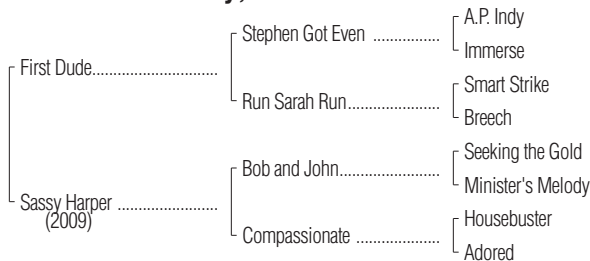 Stephen Got Even
A.P. Indy
Immerse
First Dude
Run Sarah Run
Smart Strike
Breech
Bob and John
Seeking the Gold
Minister's Melody
Sassy Harper
(2009)
Compassionate
Housebuster
Adored